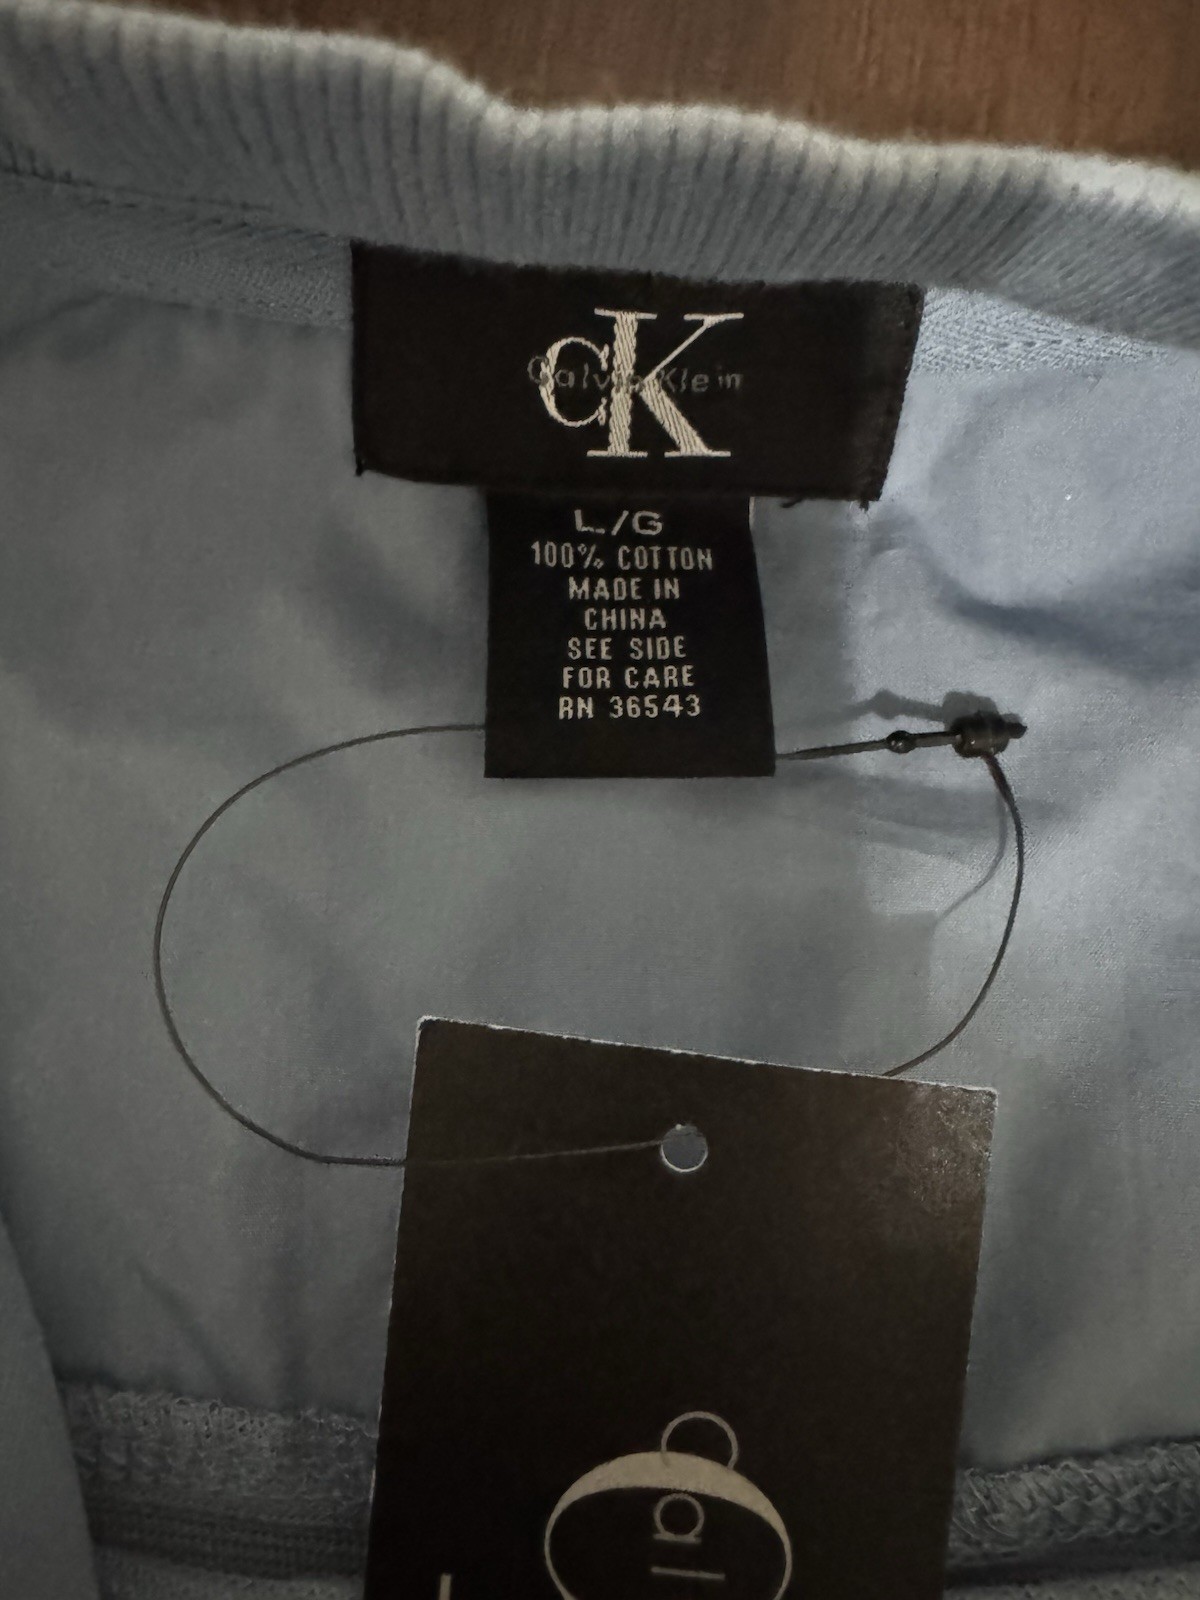 cK
Calvin Klein
L/G
100% COTTON
MADE IN
CHINA
SEE SIDE
FOR CARE
RN 36543